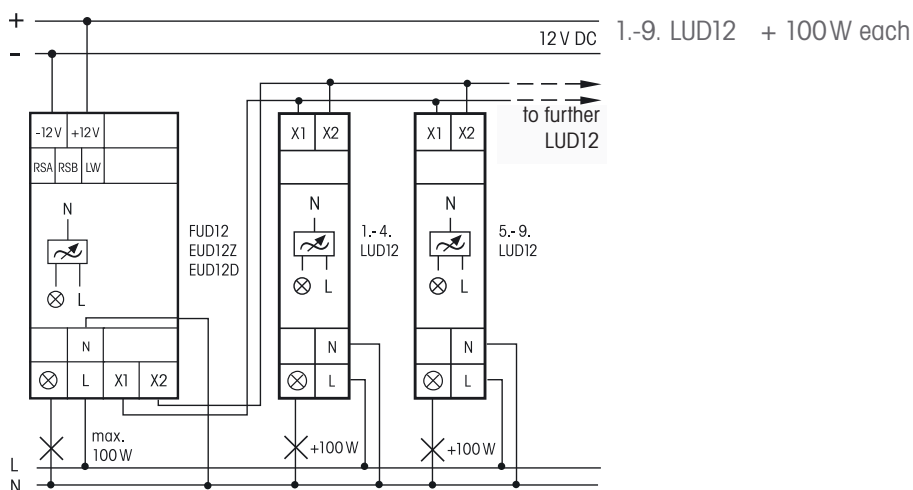 +
-
12 V DC
1.-9. LUD12 + 100 W each
to further
LUD12
-12 V +12V
RSA RSB LW
N
L
N
L X1 X2
FUD12
EUD12Z
EUD12D
X1 X2
N
L
N
L
1.- 4.
LUD12
X1 X2
N
L
N
L
5.- 9.
LUD12
max.
100 W
+100 W
+100 W
L
N